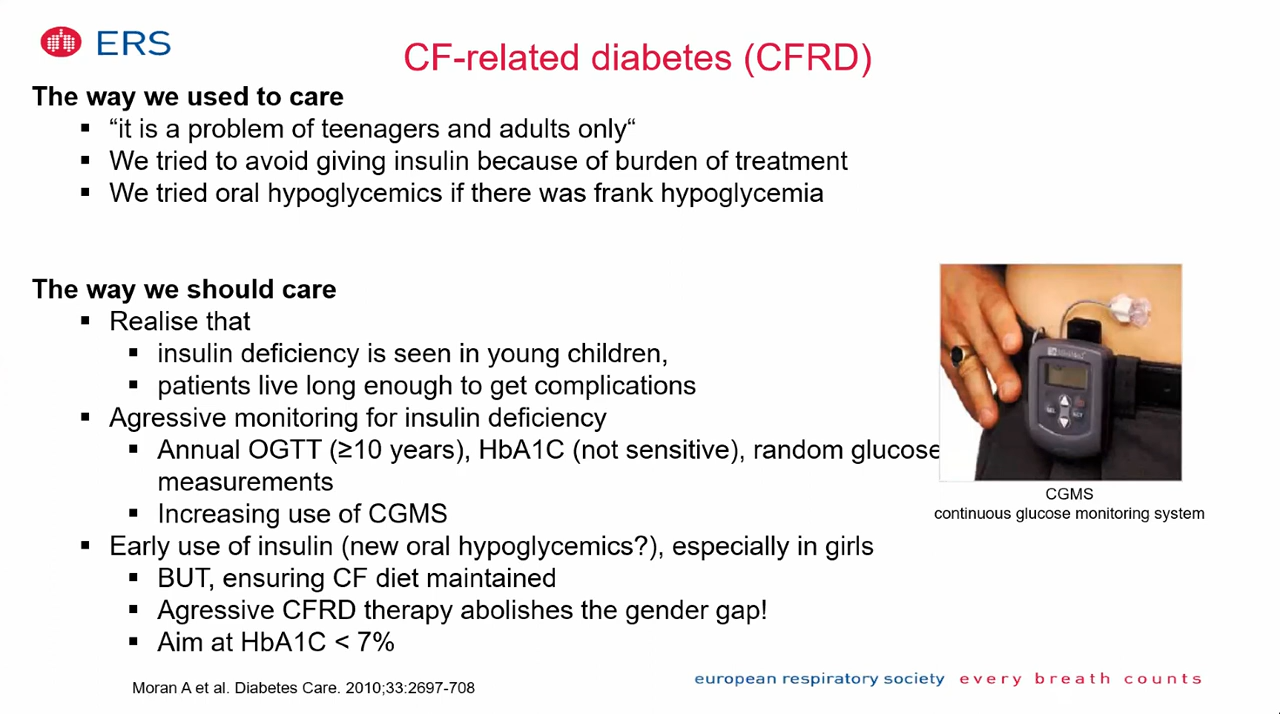 ERS
CF-related diabetes (CFRD)
The way we used to care
▪ “it is a problem of teenagers and adults only“
▪ We tried to avoid giving insulin because of burden of treatment
▪ We tried oral hypoglycemics if there was frank hypoglycemia
The way we should care
▪ Realise that
▪ insulin deficiency is seen in young children,
▪ patients live long enough to get complications
▪ Agressive monitoring for insulin deficiency
▪ Annual OGTT (≥10 years), HbA1C (not sensitive), random glucose
measurements
▪ Increasing use of CGMS
▪ Early use of insulin (new oral hypoglycemics?), especially in girls
▪ BUT, ensuring CF diet maintained
▪ Agressive CFRD therapy abolishes the gender gap!
▪ Aim at HbA1C < 7%
CGMS
continuous glucose monitoring system
Moran A et al. Diabetes Care. 2010;33:2697-708
european respiratory society every breath counts